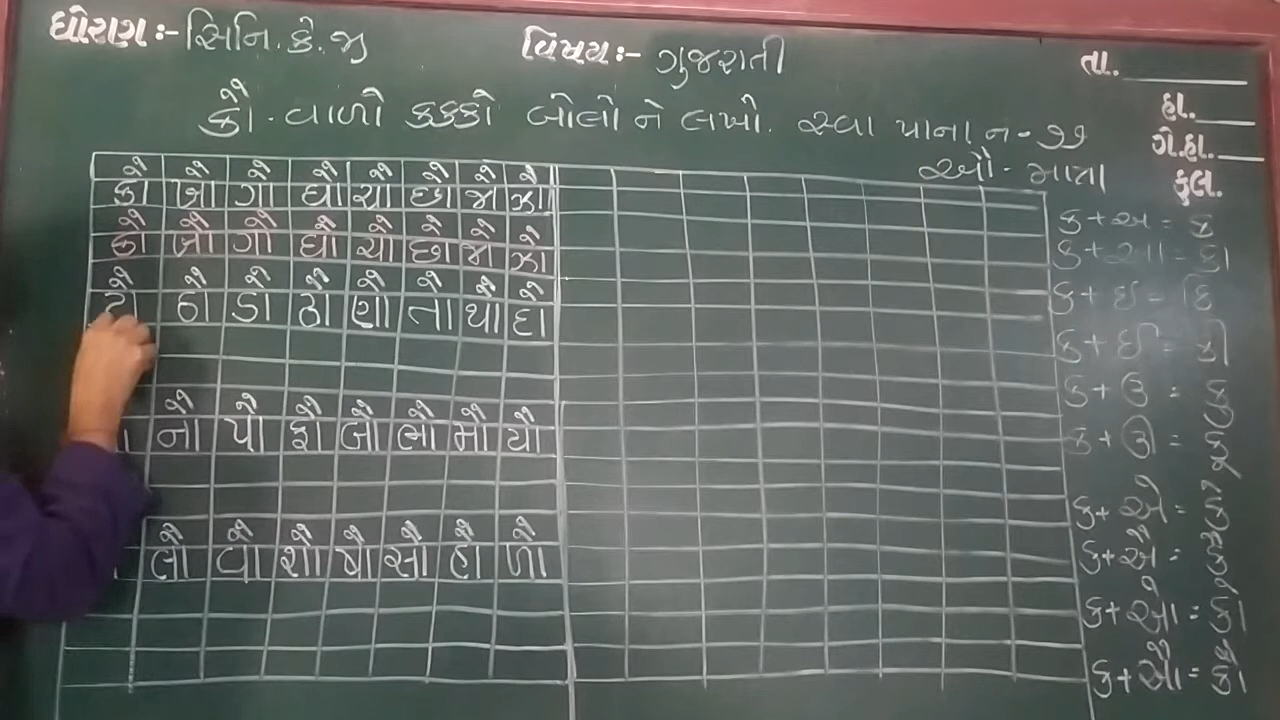 ધોરણ:- સિનિ. કે. જી
વિષય:- ગુજરાતી
તા.
કૌ. વાળો કક્કો બોલો ને લખો. સ્વા પાના ન-૭૭
હા.
ગે.હા.
ઔ- માત્રા
કુલ.
કૌ ખૌ ગૌ ઘૌ ચૌ છૌ જૌ ઝૌ
કૌ ખૌ ગૌ ઘૌ ચૌ છૌ જૌ ઝૌ
ટૌ ઠૌ ડૌ ઢૌ ણૌ તૌ થૌ દૌ
નૌ પૌ ફૌ બૌ ભૌ મૌ યૌ
લૌ વૌ શૌ ષૌ સૌ હૌ ળૌ
ક + અ = ક
ક + આ = કા
ક + ઇ = કિ
ક + ઈ = કી
ક + ઉ = કુ
ક + ઊ = કૂ
ક + એ = કે
ક + ઐ = કૈ
ક + ઓ = કો
ક + ઔ = કૌ